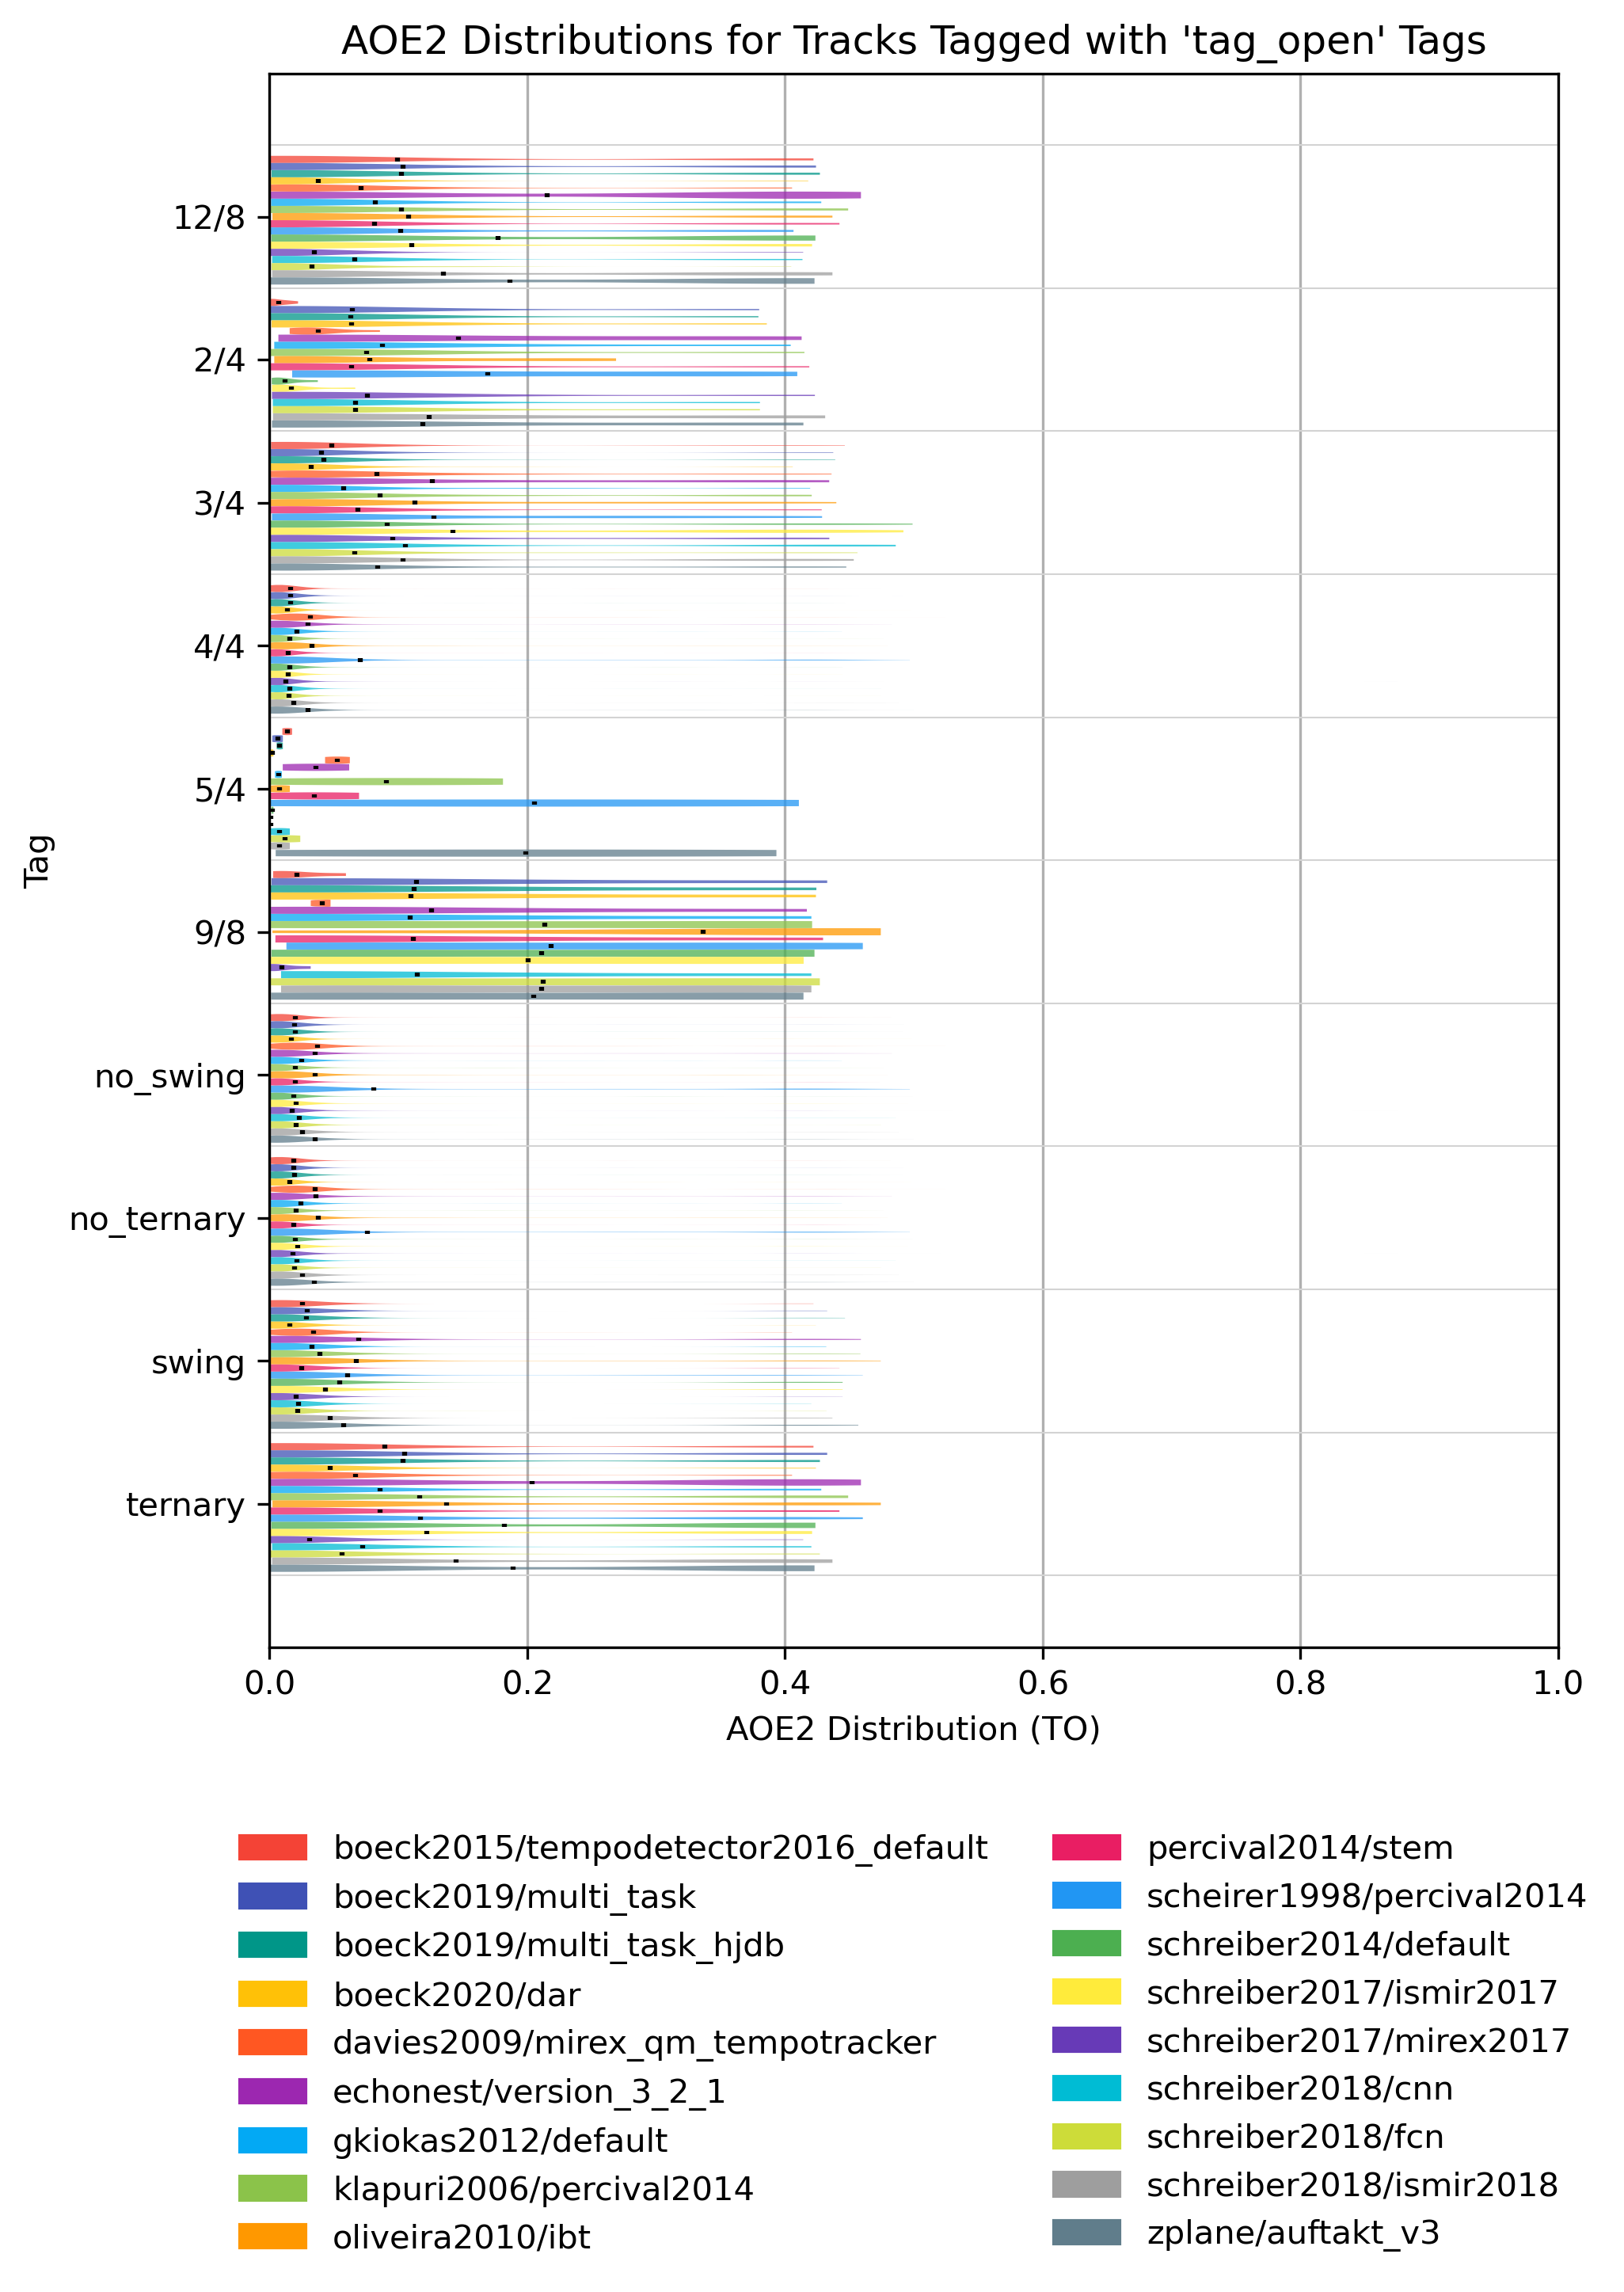 AOE2 Distributions for Tracks Tagged with 'tag_open' Tags
12/8
2/4
3/4
4/4
5/4
9/8
no_swing
no_ternary
swing
ternary
Tag
0.0 0.2 0.4 0.6 0.8 1.0
AOE2 Distribution (TO)
boeck2015/tempodetector2016_default
boeck2019/multi_task
boeck2019/multi_task_hjdb
boeck2020/dar
davies2009/mirex_qm_tempotracker
echonest/version_3_2_1
gkiokas2012/default
klapuri2006/percival2014
oliveira2010/ibt
percival2014/stem
scheirer1998/percival2014
schreiber2014/default
schreiber2017/ismir2017
schreiber2017/mirex2017
schreiber2018/cnn
schreiber2018/fcn
schreiber2018/ismir2018
zplane/auftakt_v3